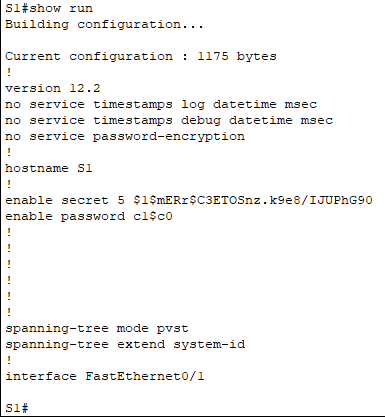 S1#show run
Building configuration...
Current configuration : 1175 bytes
!
version 12.2
no service timestamps log datetime msec
no service timestamps debug datetime msec
no service password-encryption
!
hostname S1
!
enable secret 5 $1$mERr$C3ETOSnz.k9e8/IJUPhG90
enable password c1$c0
!
!
!
!
!
!
spanning-tree mode pvst
spanning-tree extend system-id
!
interface FastEthernet0/1
S1#